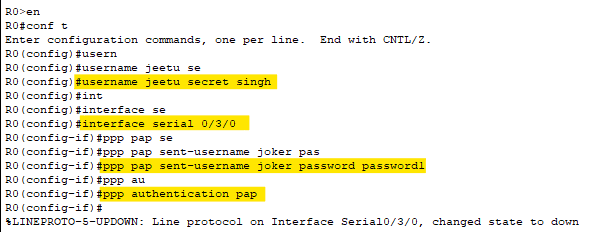 R0>en
R0#conf t
Enter configuration commands, one per line.  End with CNTL/Z.
R0(config)#usern
R0(config)#username jeetu se
R0(config)#username jeetu secret singh
R0(config)#int
R0(config)#interface se
R0(config)#interface serial 0/3/0
R0(config-if)#ppp pap se
R0(config-if)#ppp pap sent-username joker pas
R0(config-if)#ppp pap sent-username joker password password1
R0(config-if)#ppp au
R0(config-if)#ppp authentication pap
R0(config-if)#
%LINEPROTO-5-UPDOWN: Line protocol on Interface Serial0/3/0, changed state to down